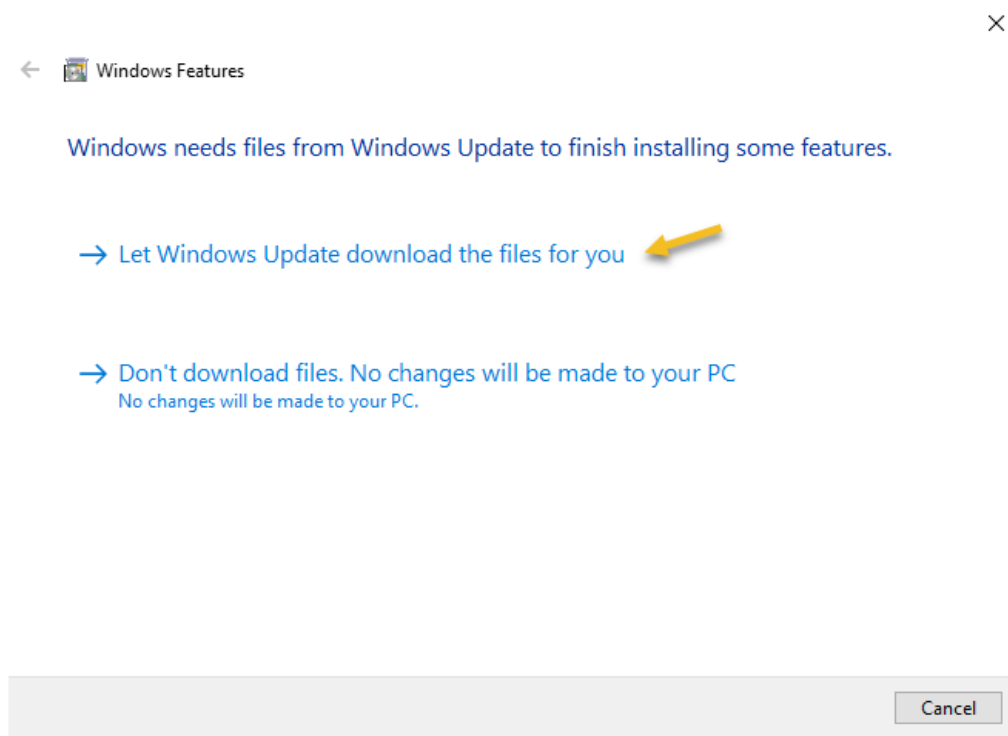 Windows Features
Windows needs files from Windows Update to finish installing some features.
Let Windows Update download the files for you
Don't download files. No changes will be made to your PC
No changes will be made to your PC.
Cancel